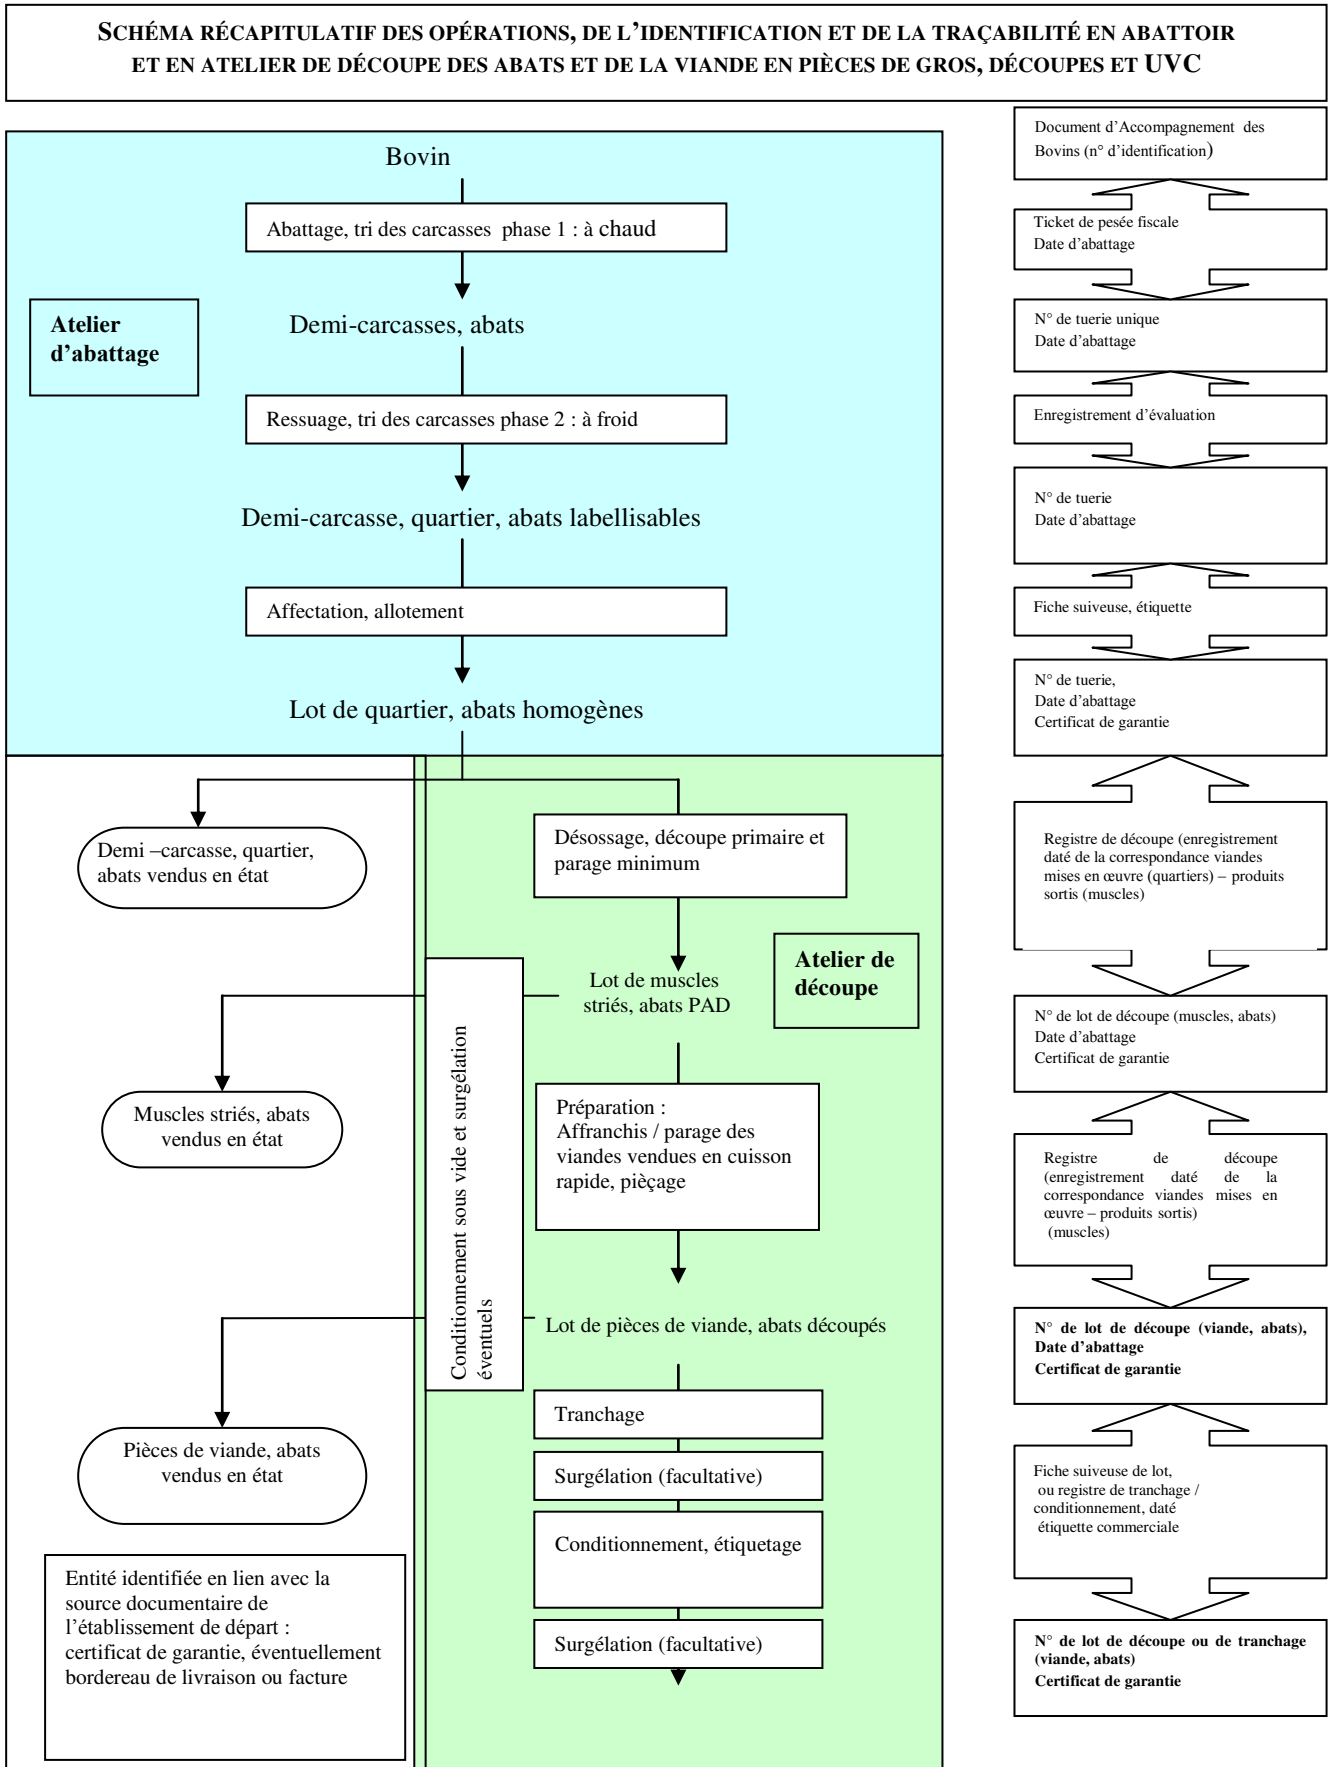 SCHÉMA RÉCAPITULATIF DES OPÉRATIONS, DE L’IDENTIFICATION ET DE LA TRAÇABILITÉ EN ABATTOIR
ET EN ATELIER DE DÉCOUPE DES ABATS ET DE LA VIANDE EN PIÈCES DE GROS, DÉCOUPES ET UVC
Bovin
Abattage, tri des carcasses phase 1 : à chaud
Atelier
d’abattage
Demi-carcasses, abats
Ressuage, tri des carcasses phase 2 : à froid
Demi-carcasse, quartier, abats labellisables
Affectation, allotement
Lot de quartier, abats homogènes
Demi –carcasse, quartier,
abats vendus en état
Désossage, découpe primaire et
parage minimum
Atelier de
découpe
Lot de muscles
striés, abats PAD
Conditionnement sous vide et surgélation
éventuels
Muscles striés, abats
vendus en état
Préparation :
Affranchis / parage des
viandes vendues en cuisson
rapide, pièçage
Lot de pièces de viande, abats découpés
Pièces de viande, abats
vendus en état
Tranchage
Surgélation (facultative)
Conditionnement, étiquetage
Surgélation (facultative)
Entité identifiée en lien avec la
source documentaire de
l’établissement de départ :
certificat de garantie, éventuellement
bordereau de livraison ou facture
Document d’Accompagnement des
Bovins (n° d’identification)
Ticket de pesée fiscale
Date d’abattage
N° de tuerie unique
Date d’abattage
Enregistrement d’évaluation
N° de tuerie
Date d’abattage
Fiche suiveuse, étiquette
N° de tuerie,
Date d’abattage
Certificat de garantie
Registre de découpe (enregistrement
daté de la correspondance viandes
mises en œuvre (quartiers) – produits
sortis (muscles)
N° de lot de découpe (muscles, abats)
Date d’abattage
Certificat de garantie
Registre de découpe
(enregistrement daté de la
correspondance viandes mises en
œuvre – produits sortis)
(muscles)
N° de lot de découpe (viande, abats),
Date d’abattage
Certificat de garantie
Fiche suiveuse de lot,
ou registre de tranchage /
conditionnement, daté
étiquette commerciale
N° de lot de découpe ou de tranchage
(viande, abats)
Certificat de garantie